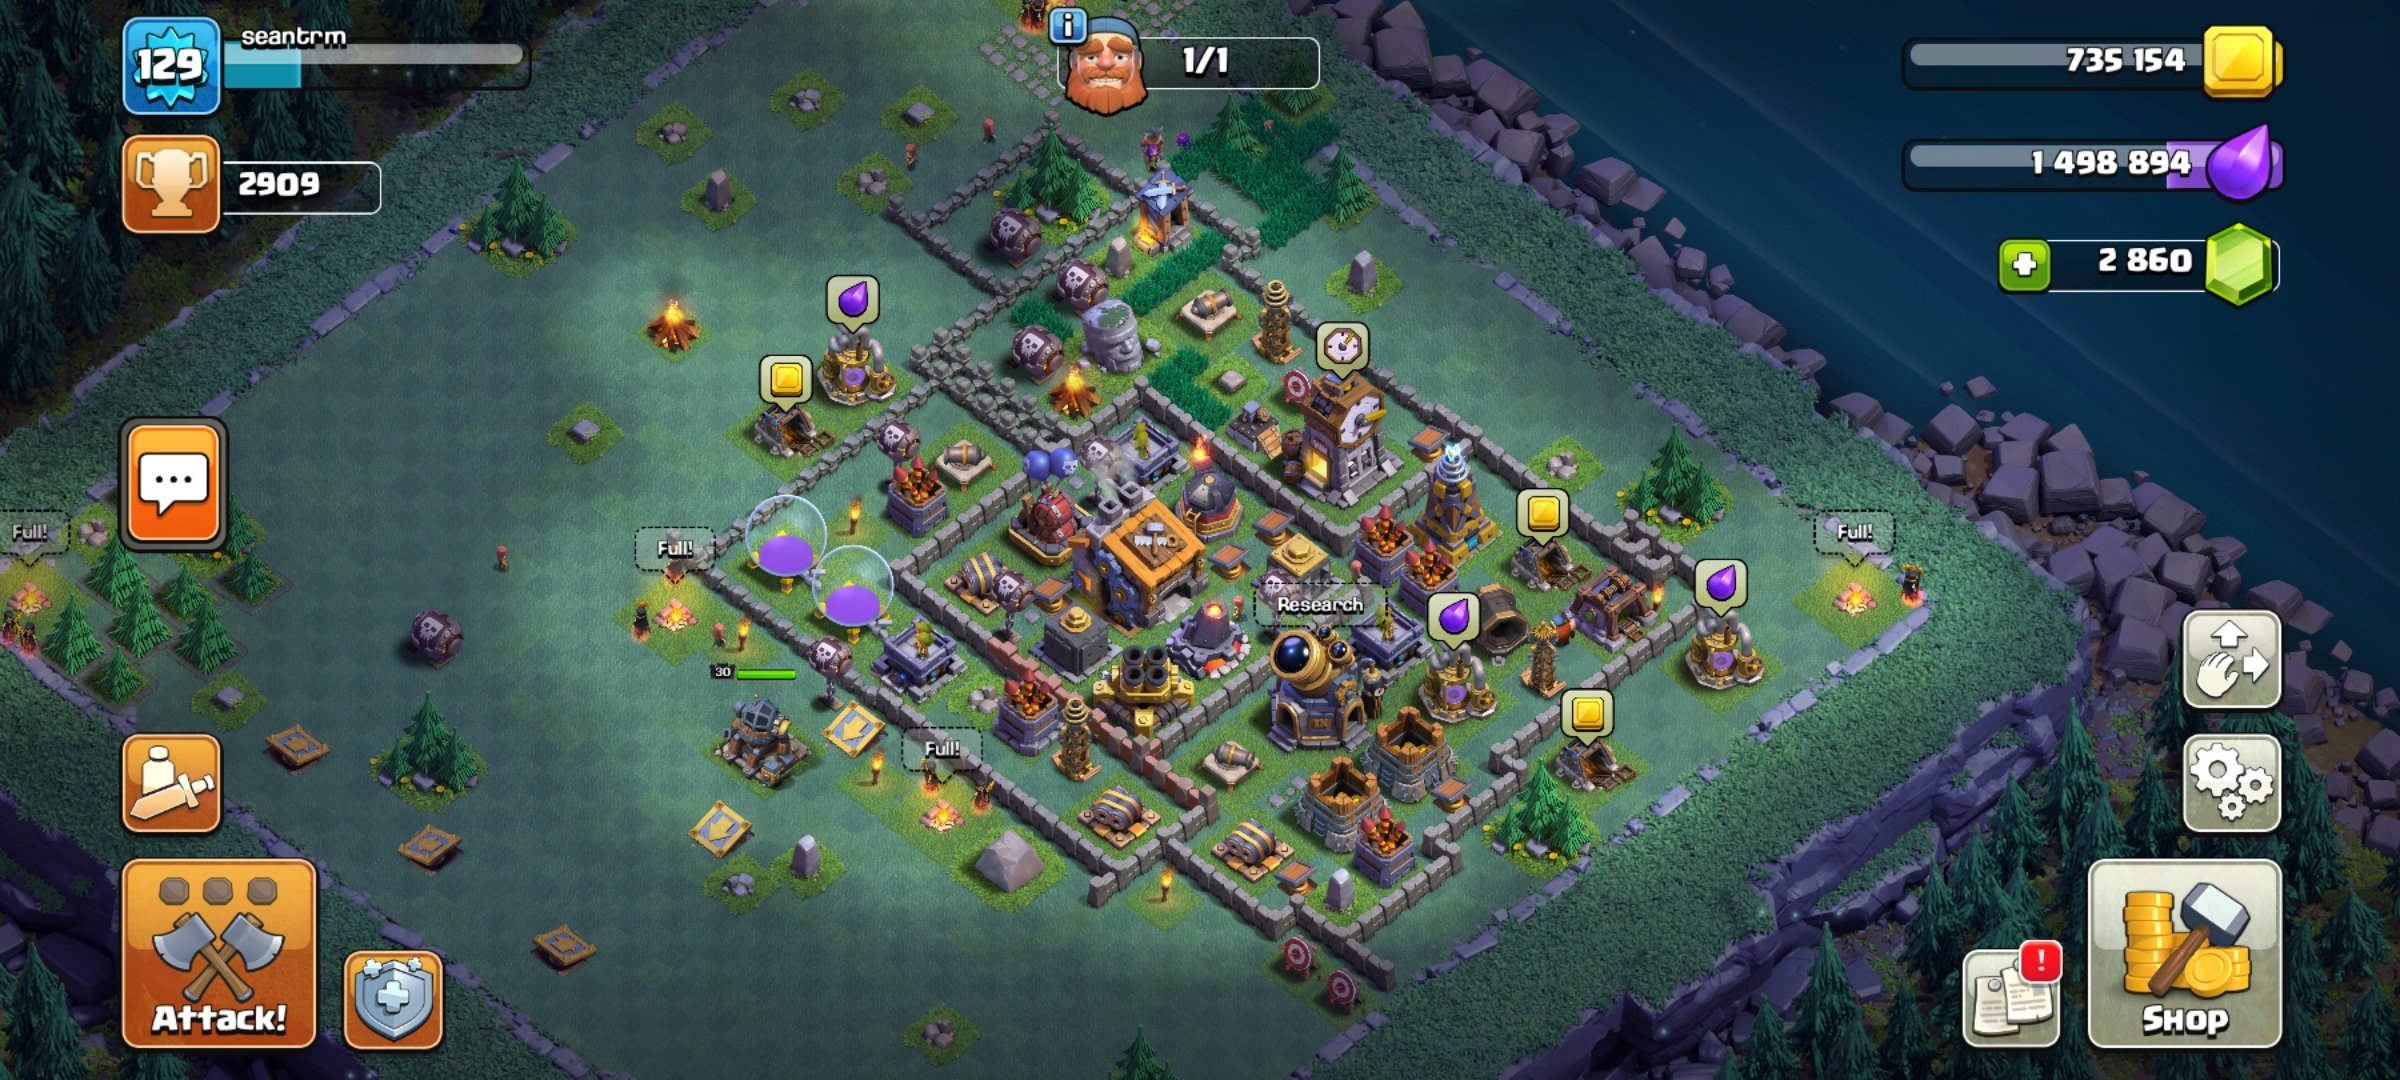 129
seantrm
1/1
735 154
2909
1 498 894
2 860
Full!
Full!
Full!
Research
30
Full!
Attack!
!
Shop